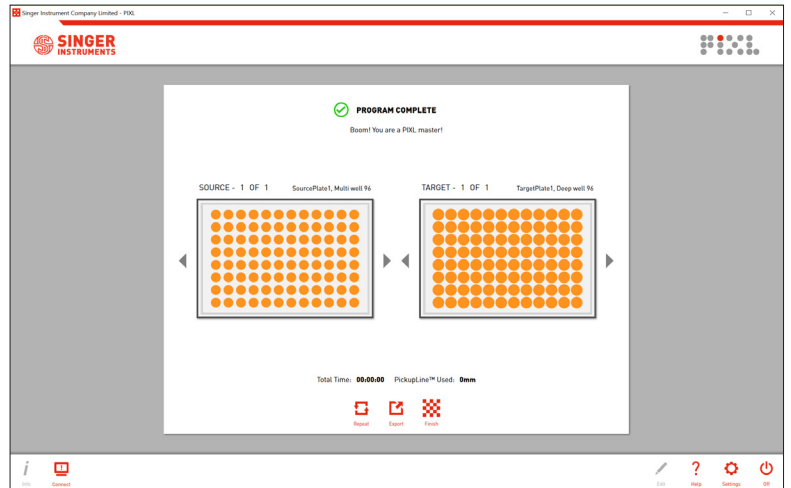 Singer Instrument Company Limited - PIXL
SINGER
INSTRUMENTS
PIXL
PROGRAM COMPLETE
Boom! You are a PIXL master!
SOURCE - 1 OF 1 SourcePlate1, Multi well 96
TARGET - 1 OF 1 TargetPlate1, Deep well 96
Total Time: 00:00:00 PickupLine™ Used: 0mm
Repeat Export Finish
Info Connect Edit Help Settings Off